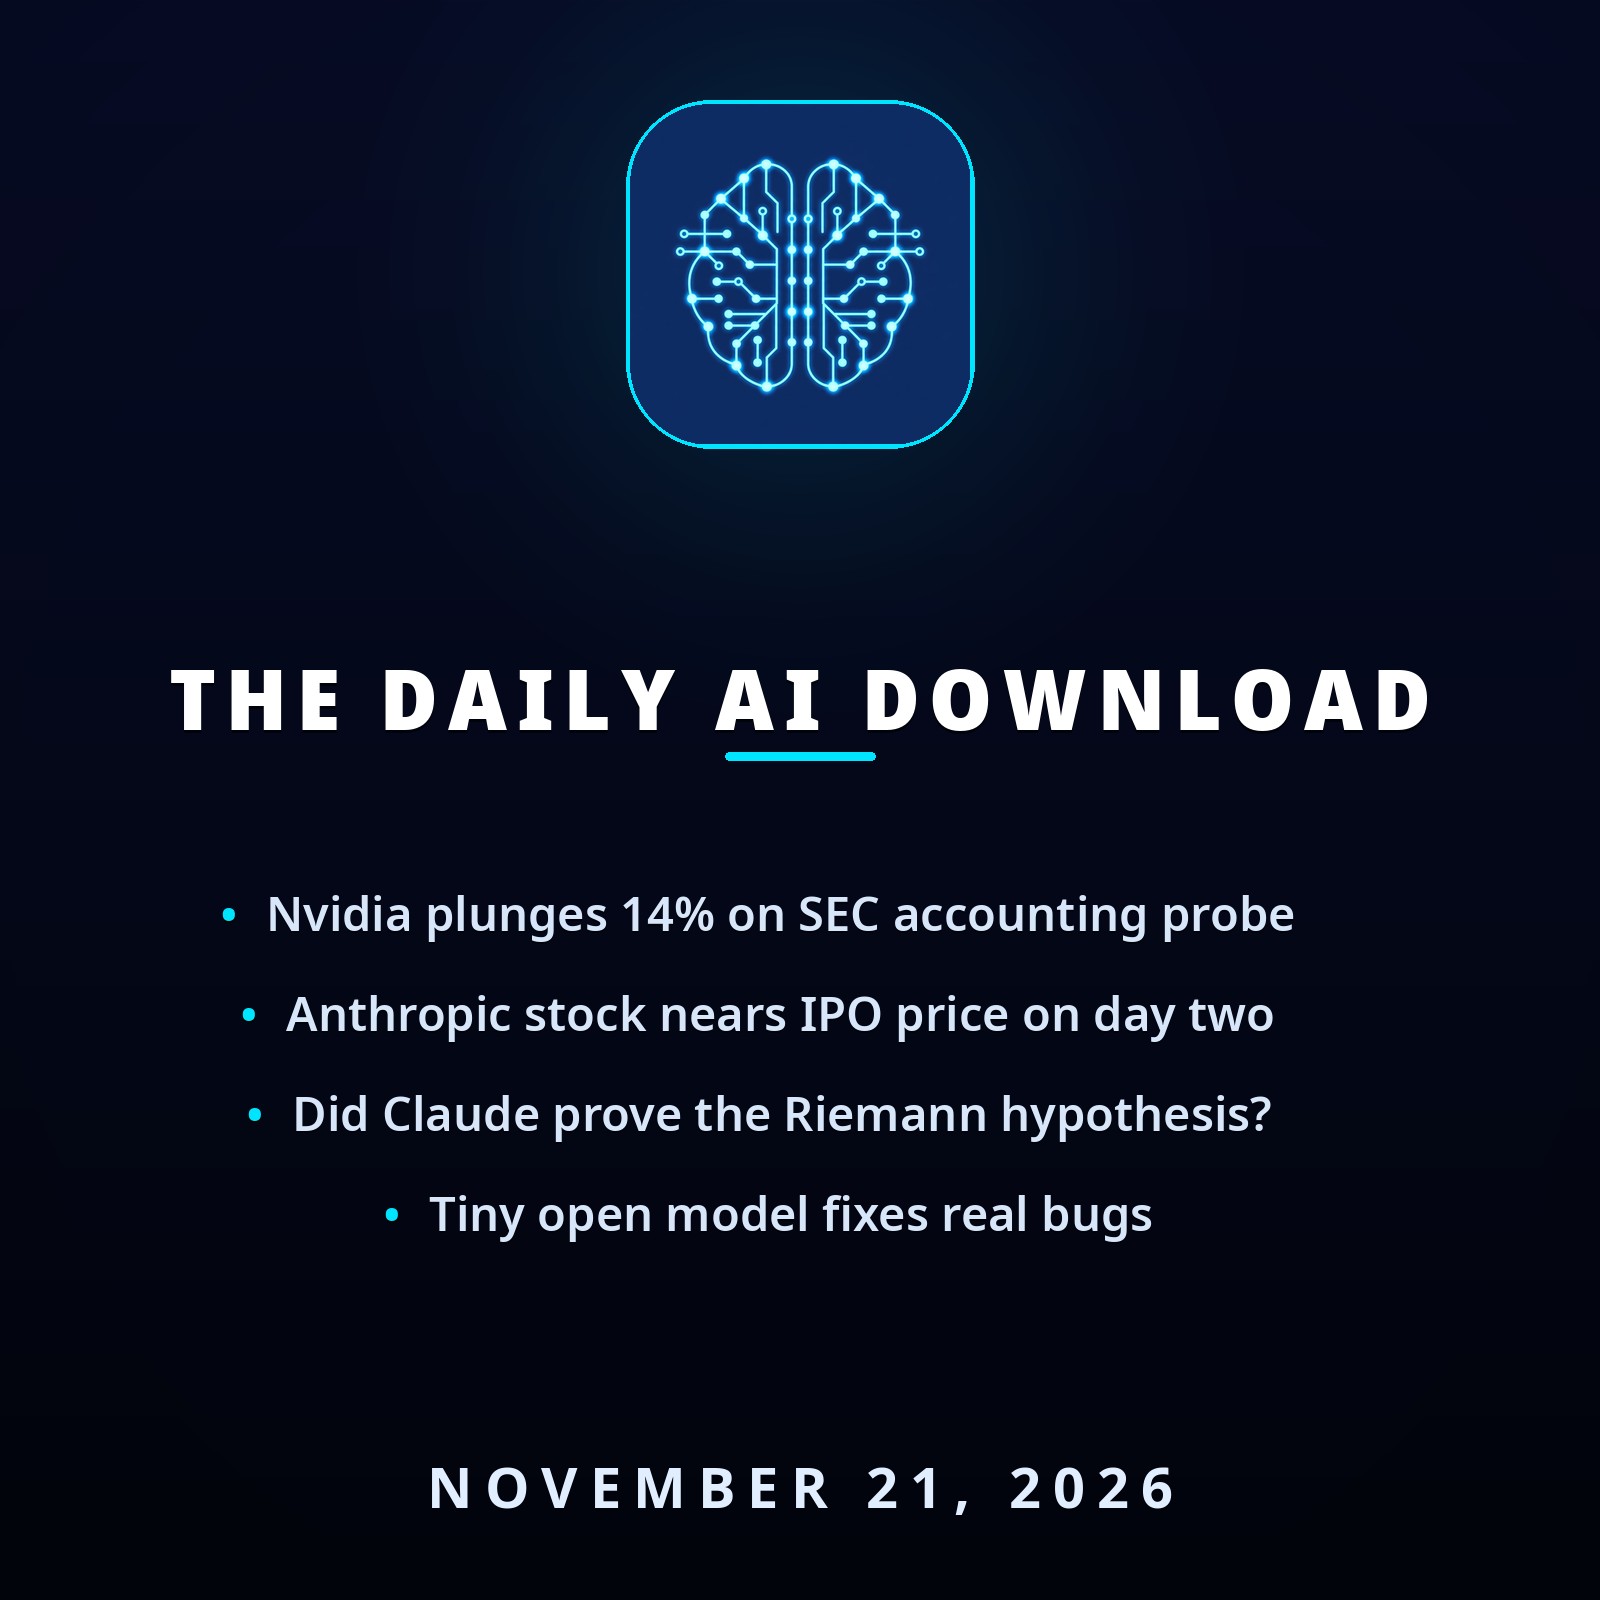 THE DAILY AI DOWNLOAD
• Nvidia plunges 14% on SEC accounting probe
• Anthropic stock nears IPO price on day two
• Did Claude prove the Riemann hypothesis?
• Tiny open model fixes real bugs
NOVEMBER 21, 2026